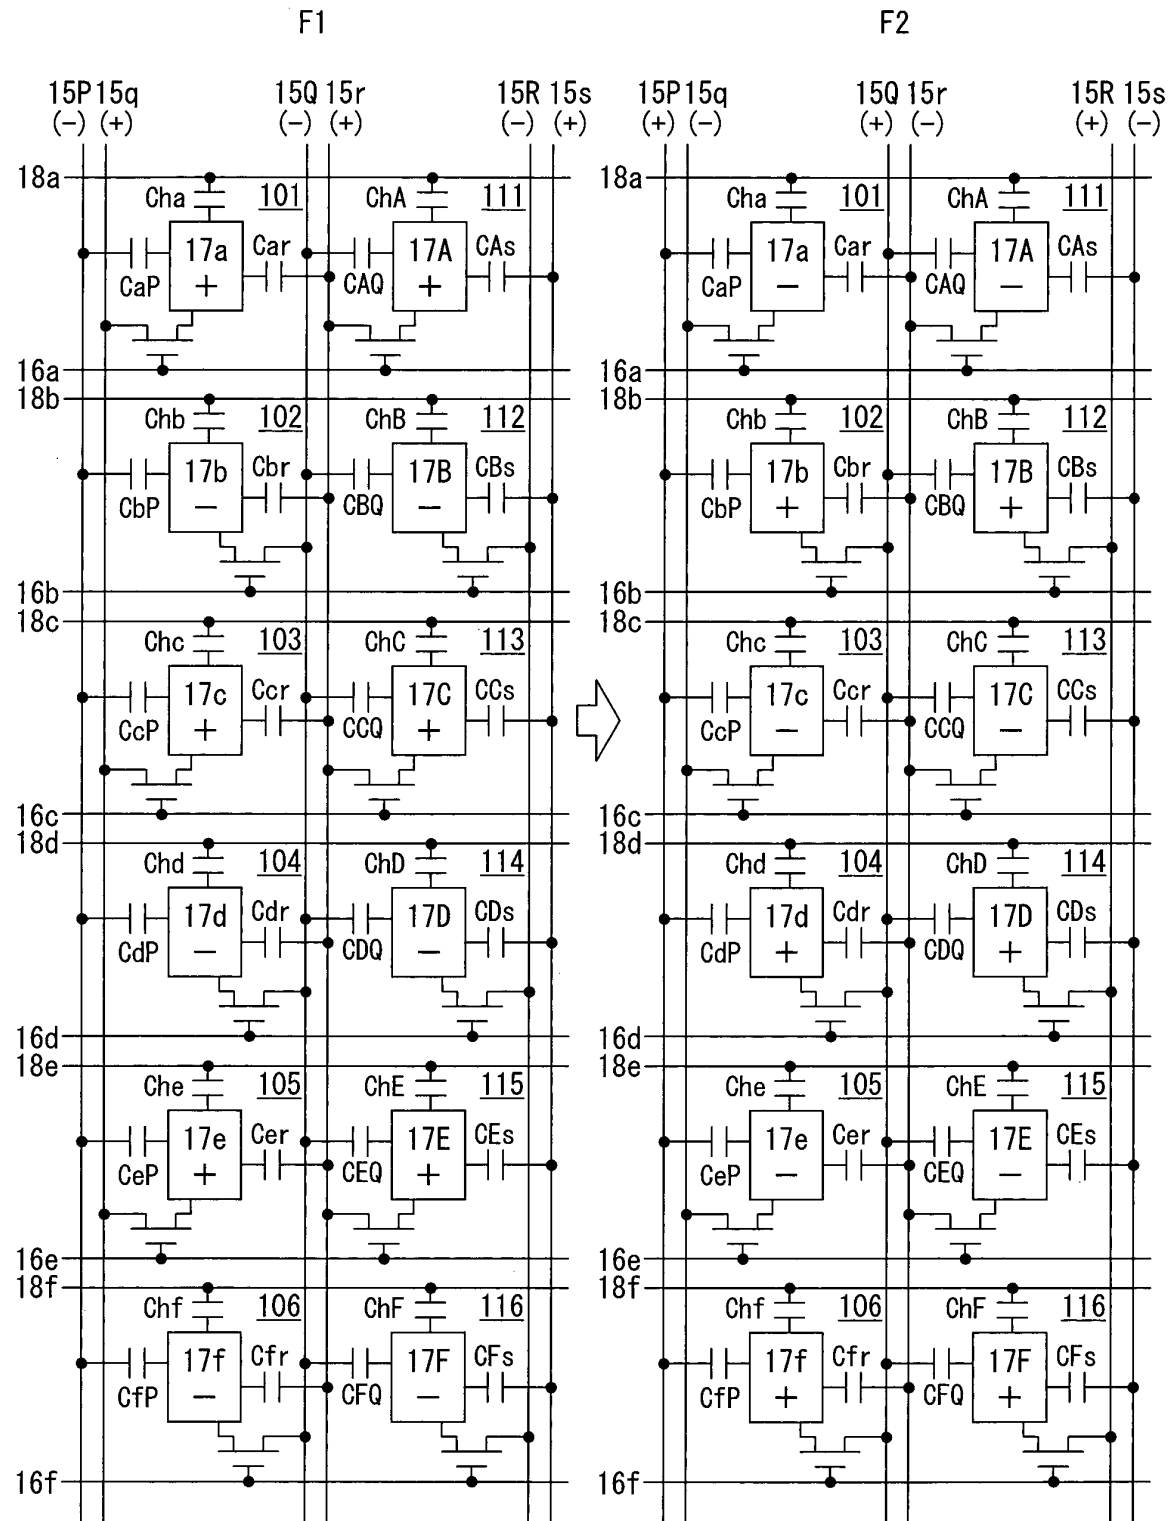 F1 F2
15P 15q 15Q 15r 15R 15s 15P 15q 15Q 15r 15R 15s
(-) (+) (-) (+) (-) (+) (+) (-) (+) (-) (+) (-)
18a Cha 101 ChA 111 18a Cha 101 ChA 111
17a Car 17A CAs 17a Car 17A CAs
CaP + CAQ + CaP - CAQ -
16a 16a
18b Chb 102 ChB 112 18b Chb 102 ChB 112
17b Cbr 17B CBs 17b Cbr 17B CBs
CbP - CBQ - CbP + CBQ +
16b 16b
18c Chc 103 ChC 113 18c Chc 103 ChC 113
17c Ccr 17C CCs 17c Ccr 17C CCs
CcP + CCQ + CcP - CCQ -
16c 16c
18d Chd 104 ChD 114 18d Chd 104 ChD 114
17d Cdr 17D CDs 17d Cdr 17D CDs
CdP - CDQ - CdP + CDQ +
16d 16d
18e Che 105 ChE 115 18e Che 105 ChE 115
17e Cer 17E CEs 17e Cer 17E CEs
CeP + CEQ + CeP - CEQ -
16e 16e
18f Chf 106 ChF 116 18f Chf 106 ChF 116
17f Cfr 17F CFs 17f Cfr 17F CFs
CfP - CFQ - CfP + CFQ +
16f 16f